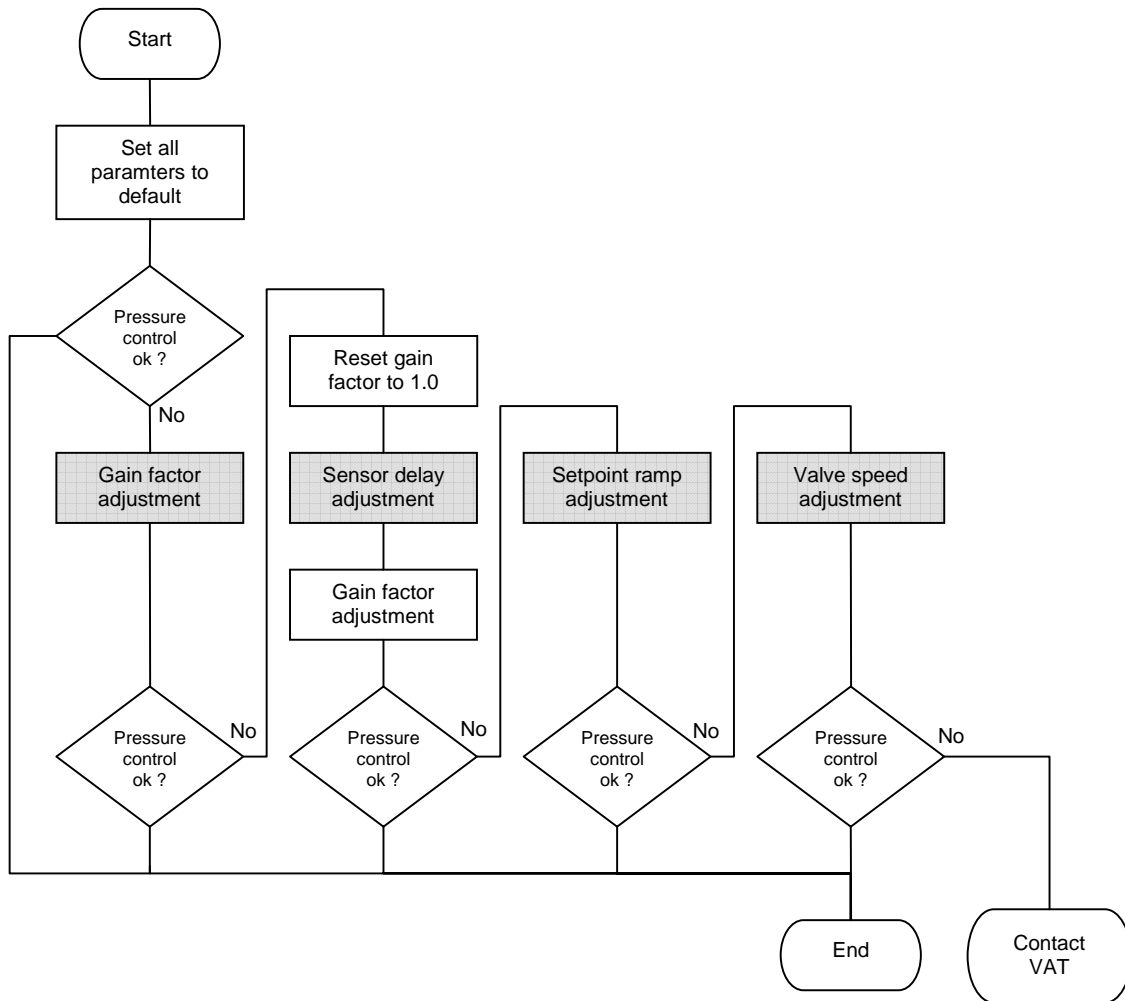 Start
Set all
paramters to
default
Pressure
control
ok ?
No
Gain factor
adjustment
Pressure
control
ok ?
No
Reset gain
factor to 1.0
Sensor delay
adjustment
Gain factor
adjustment
Pressure
control
ok ?
No
Setpoint ramp
adjustment
Pressure
control
ok ?
No
Valve speed
adjustment
Pressure
control
ok ?
No
End
Contact
VAT